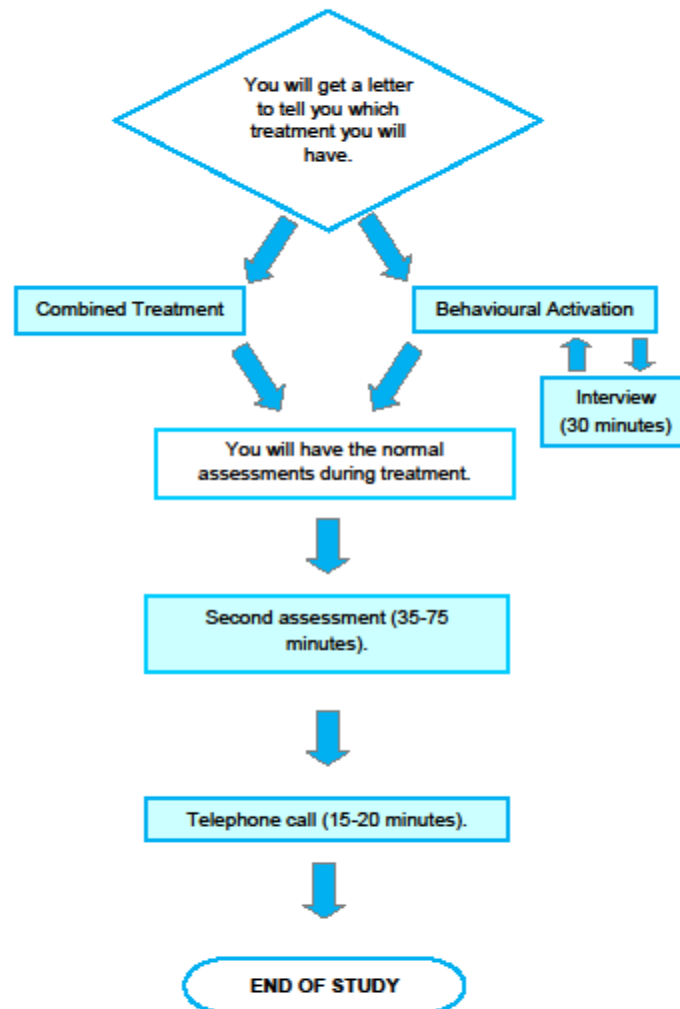 You will get a letter
to tell you which
treatment you will
have.
Combined Treatment
Behavioural Activation
Interview
(30 minutes)
You will have the normal
assessments during treatment.
Second assessment (35-75
minutes).
Telephone call (15-20 minutes).
END OF STUDY